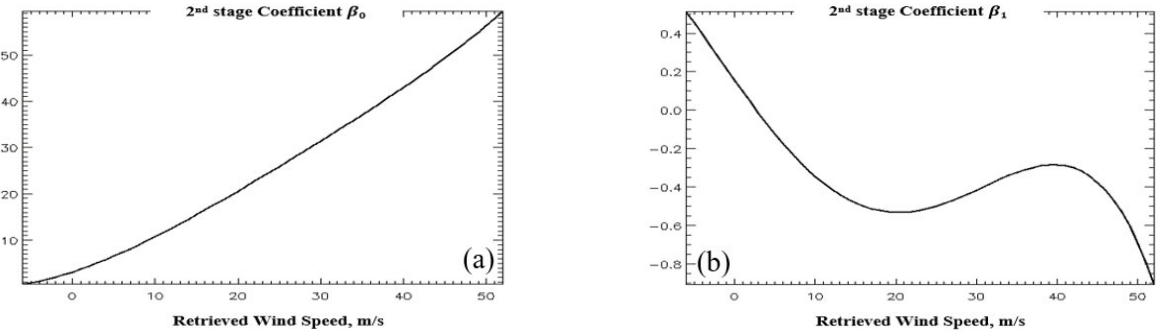 2nd stage Coefficient β0
50
40
30
20
10
(a)
0 10 20 30 40 50
Retrieved Wind Speed, m/s
2nd stage Coefficient β1
0.4
0.2
0.0
−0.2
−0.4
−0.6
−0.8
(b)
0 10 20 30 40 50
Retrieved Wind Speed, m/s